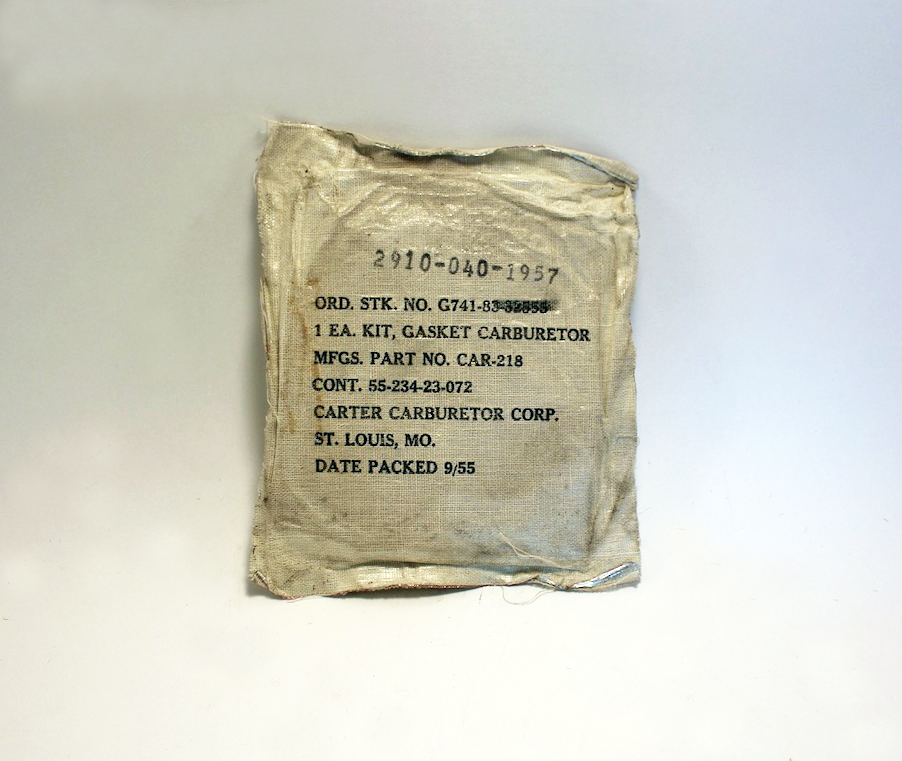 2910-040-1957
ORD. STK. NO. G741-83-32555
1 EA. KIT, GASKET CARBURETOR
MFGS. PART NO. CAR-218
CONT. 55-234-23-072
CARTER CARBURETOR CORP.
ST. LOUIS, MO.
DATE PACKED 9/55